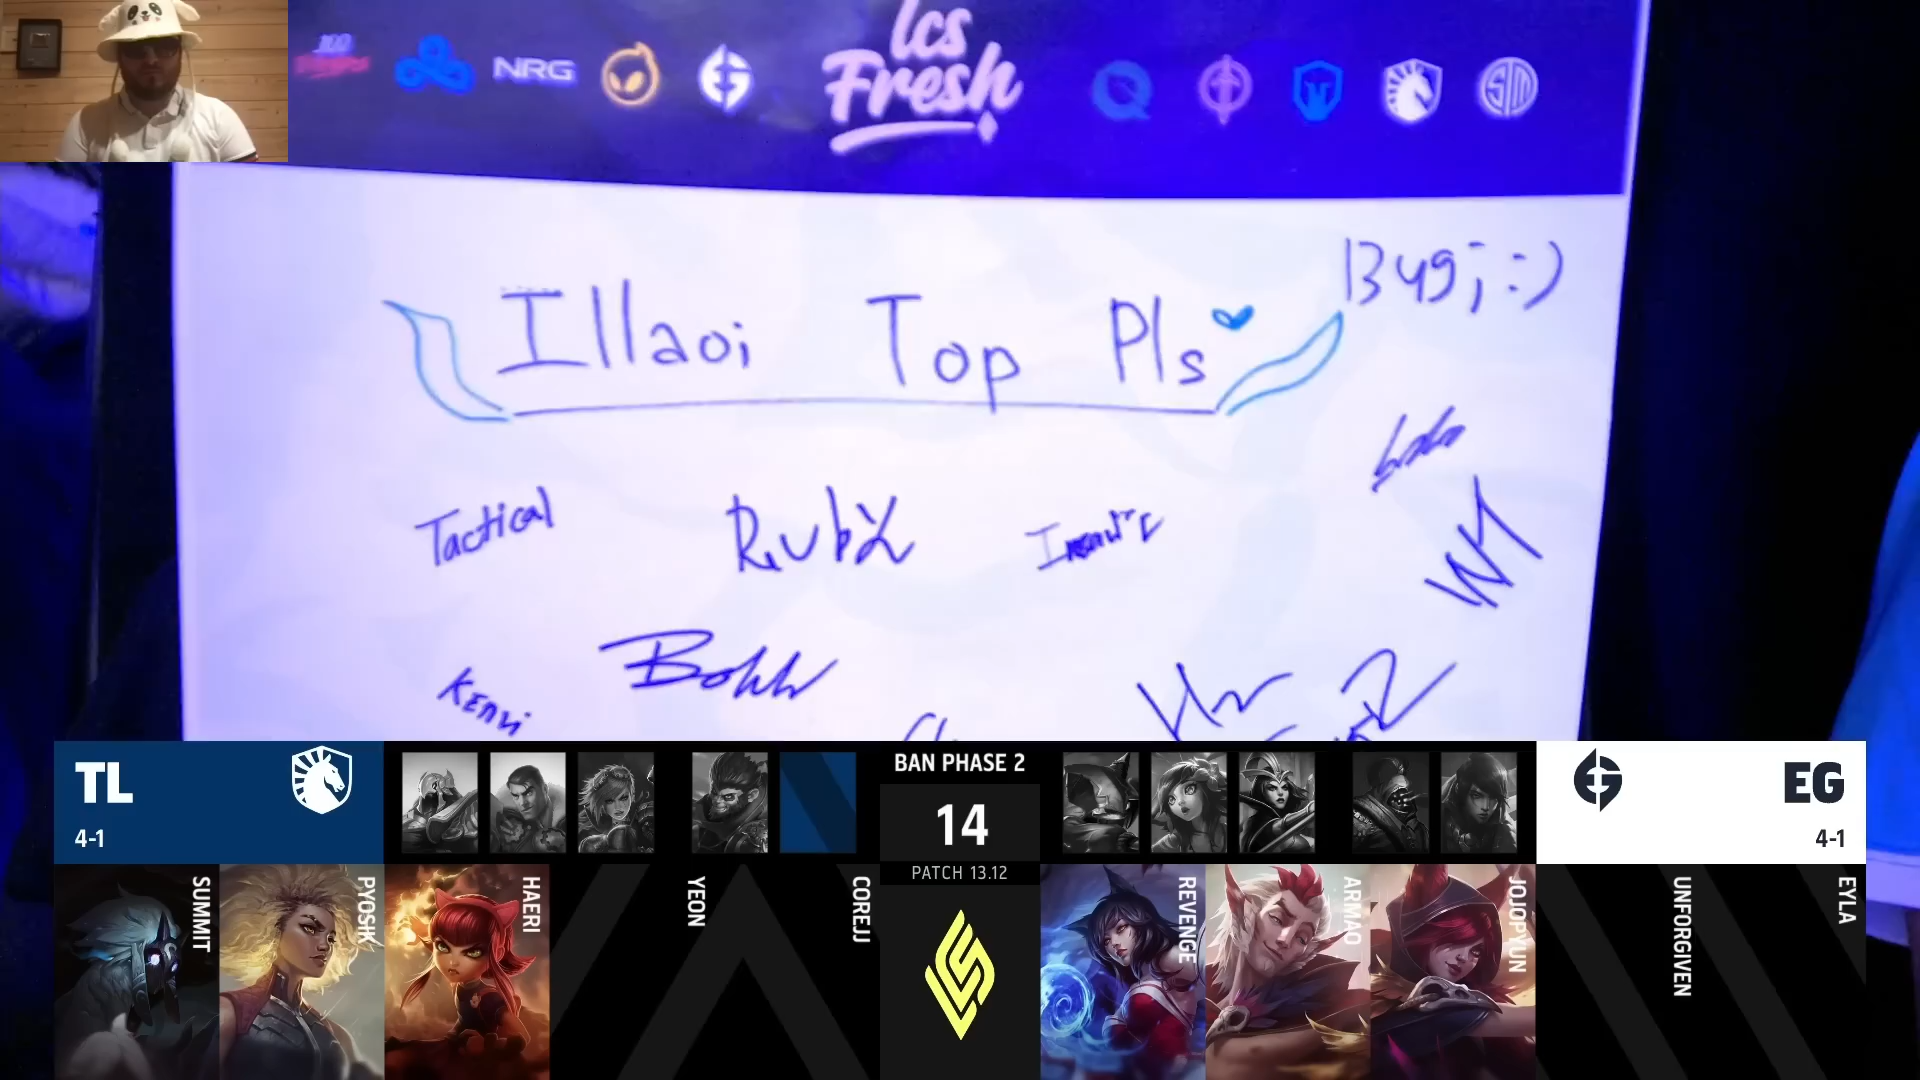 NRG
lcs
Fresh
TSM
Illaoi Top Pls
Tactical
Kenvi
TL
4-1
BAN PHASE 2
14
PATCH 13.12
EG
4-1
SUMMIT
PYOSIK
HAERI
YEON
COREJJ
REVENGE
ARMAO
JOJOPYUN
UNFORGIVEN
EYLA